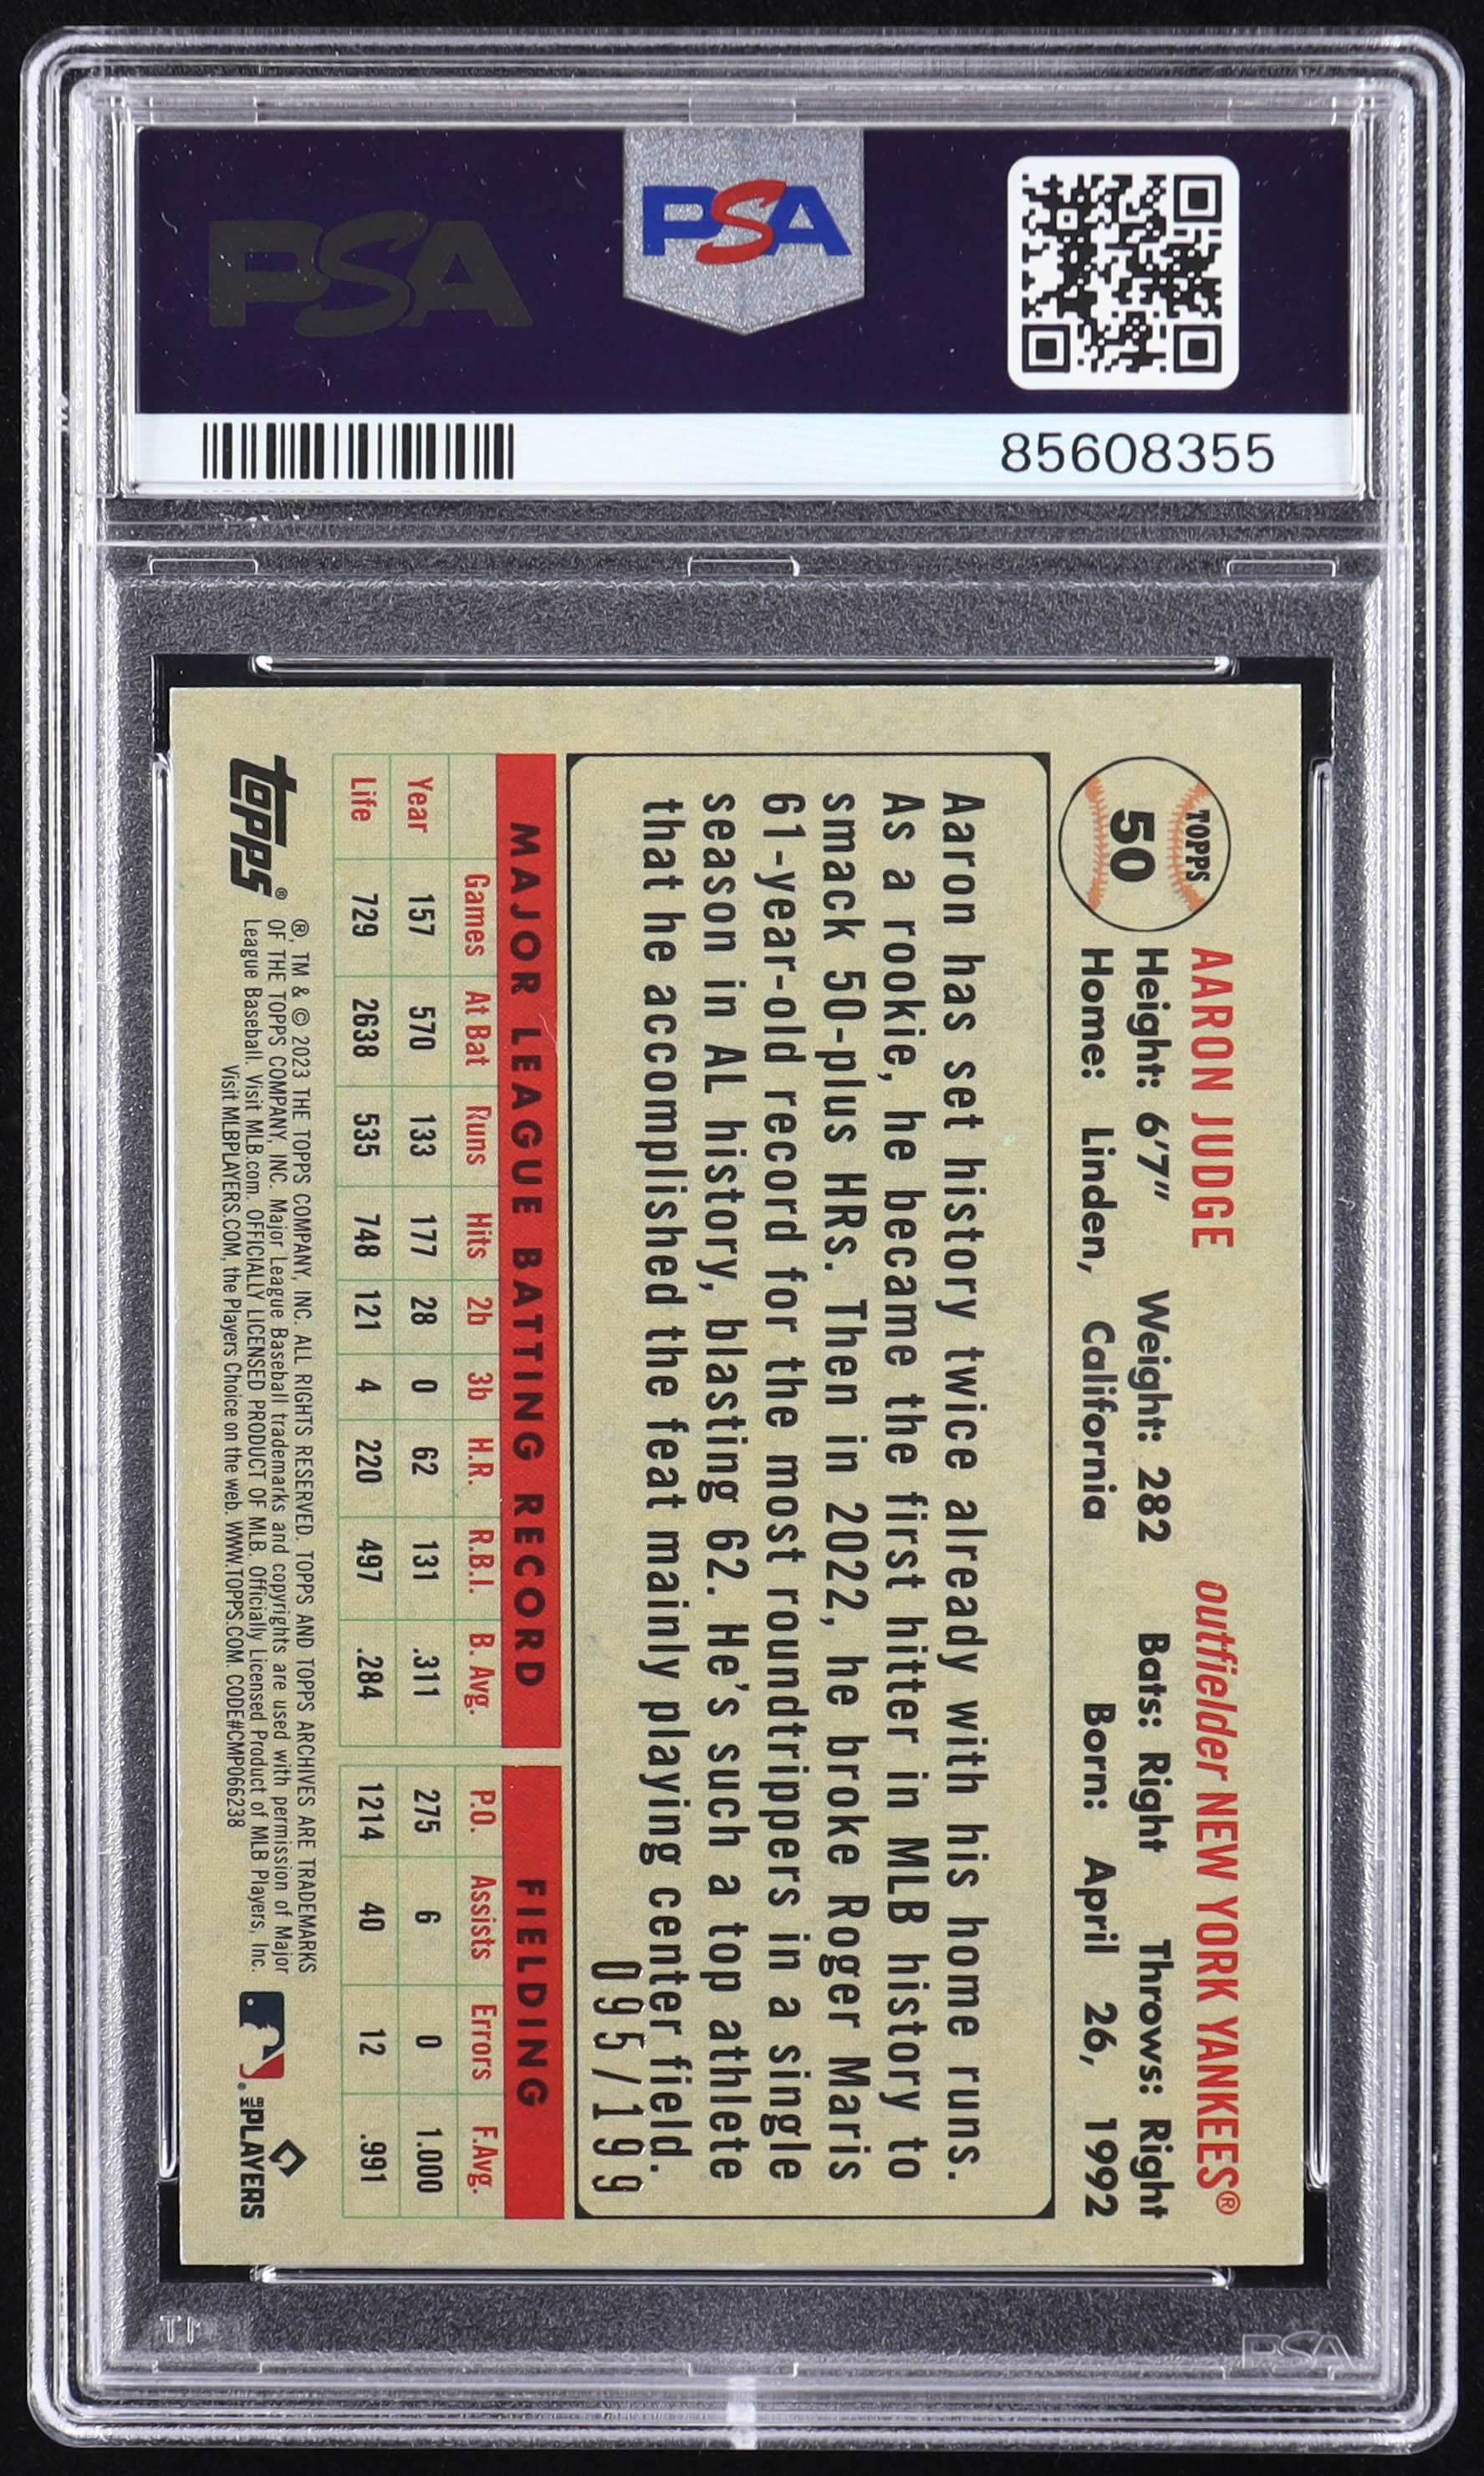 PSA
PSA
85608355
TOPPS
50
AARON JUDGE
outfielder NEW YORK YANKEES®
Height: 6'7" Weight: 282 Bats: Right Throws: Right
Home: Linden, California Born: April 26, 1992
Aaron has set history twice already with his home runs.
As a rookie, he became the first hitter in MLB history to
smack 50-plus HRs. Then in 2022, he broke Roger Maris
61-year-old record for the most roundtrippers in a single
season in AL history, blasting 62. He's such a top athlete
that he accomplished the feat mainly playing center field.
095/199
MAJOR LEAGUE BATTING RECORD FIELDING
Games At Bat Runs Hits 2b 3b H.R. R.B.I. B. Avg. P.O. Assists Errors F.Avg.
Year 157 570 133 177 28 0 62 131 .311 275 6 0 1.000
Life 729 2638 535 748 121 4 220 497 .284 1214 40 12 .991
topps®
®, TM & © 2023 THE TOPPS COMPANY, INC. ALL RIGHTS RESERVED. TOPPS AND TOPPS ARCHIVES ARE TRADEMARKS
OF THE TOPPS COMPANY, INC. Major League Baseball trademarks and copyrights are used with permission of Major
League Baseball. Visit MLB.com. OFFICIALLY LICENSED PRODUCT OF MLB. Officially Licensed Product of MLB Players, Inc.
Visit MLBPLAYERS.COM, the Players Choice on the web. WWW.TOPPS.COM. CODE#CMP066238
MLB PLAYERS
PSA